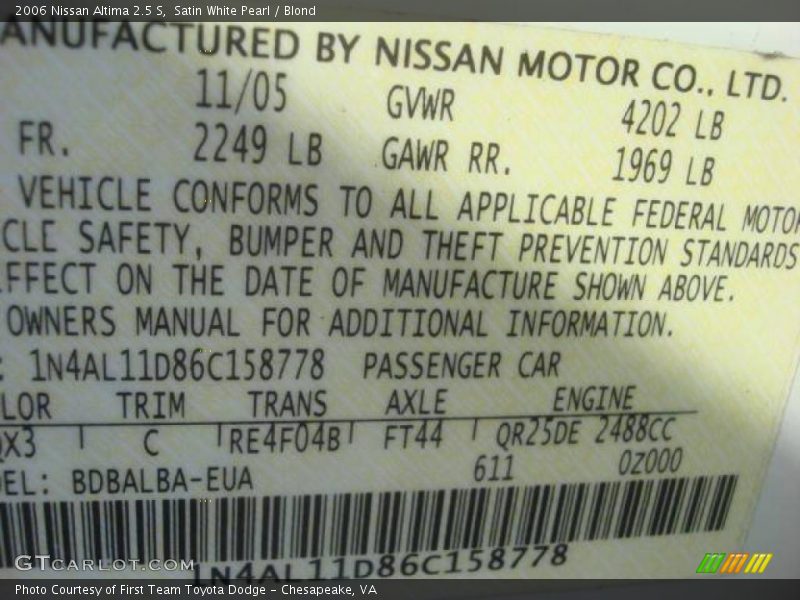 2006 Nissan Altima 2.5 S, Satin White Pearl / Blond
ANUFACTURED BY NISSAN MOTOR CO., LTD.
11/05 GVWR 4202 LB
FR. 2249 LB GAWR RR. 1969 LB
VEHICLE CONFORMS TO ALL APPLICABLE FEDERAL MOTOR
CLE SAFETY, BUMPER AND THEFT PREVENTION STANDARDS
EFFECT ON THE DATE OF MANUFACTURE SHOWN ABOVE.
OWNERS MANUAL FOR ADDITIONAL INFORMATION.
: 1N4AL11D86C158778 PASSENGER CAR
LOR TRIM TRANS AXLE ENGINE
QX3 C RE4F04B FT44 QR25DE 2488CC
EL: BDBALBA-EUA 611 0Z000
1N4AL11D86C158778
GTCARLOT.COM
Photo Courtesy of First Team Toyota Dodge - Chesapeake, VA